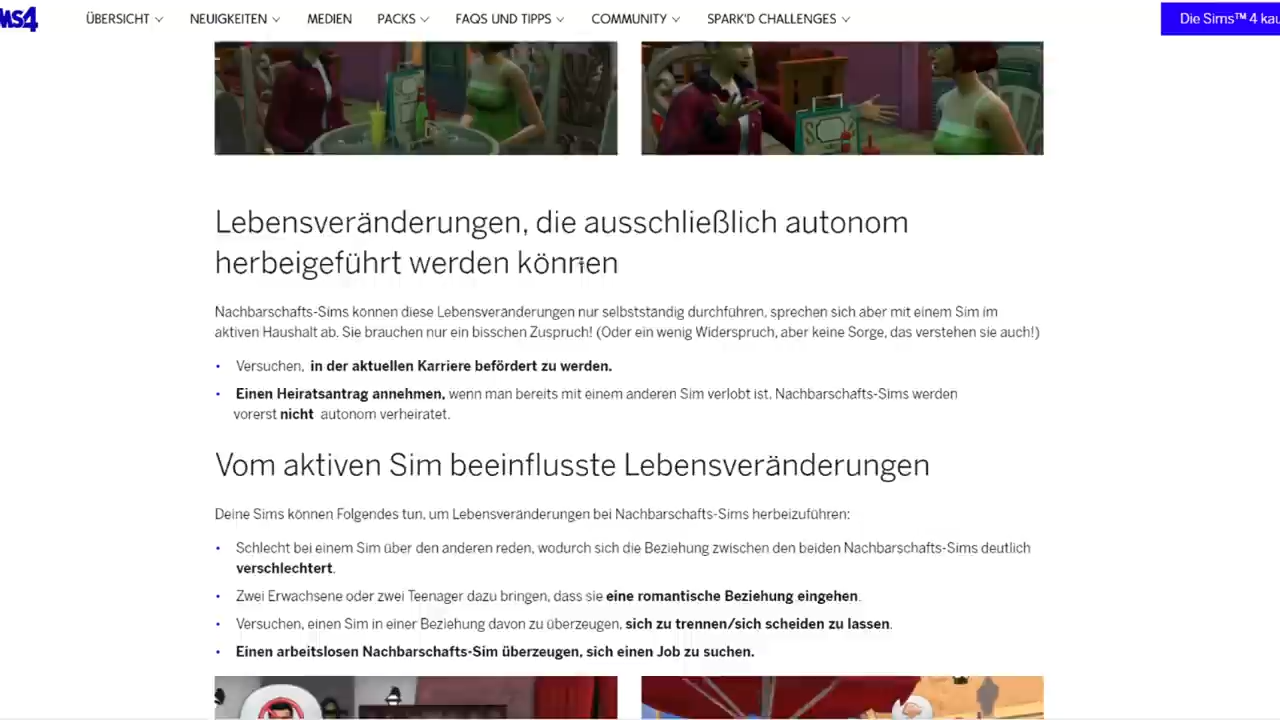 MS4
ÜBERSICHT NEUIGKEITEN MEDIEN PACKS FAQS UND TIPPS COMMUNITY SPARK'D CHALLENGES
Die Sims™ 4 kau
Lebensveränderungen, die ausschließlich autonom
herbeigeführt werden können
Nachbarschafts-Sims können diese Lebensveränderungen nur selbstständig durchführen, sprechen sich aber mit einem Sim im
aktiven Haushalt ab. Sie brauchen nur ein bisschen Zuspruch! (Oder ein wenig Widerspruch, aber keine Sorge, das verstehen sie auch!)
• Versuchen, in der aktuellen Karriere befördert zu werden.
• Einen Heiratsantrag annehmen, wenn man bereits mit einem anderen Sim verlobt ist. Nachbarschafts-Sims werden
vorerst nicht autonom verheiratet.
Vom aktiven Sim beeinflusste Lebensveränderungen
Deine Sims können Folgendes tun, um Lebensveränderungen bei Nachbarschafts-Sims herbeizuführen:
• Schlecht bei einem Sim über den anderen reden, wodurch sich die Beziehung zwischen den beiden Nachbarschafts-Sims deutlich
verschlechtert.
• Zwei Erwachsene oder zwei Teenager dazu bringen, dass sie eine romantische Beziehung eingehen.
• Versuchen, einen Sim in einer Beziehung davon zu überzeugen, sich zu trennen/sich scheiden zu lassen.
• Einen arbeitslosen Nachbarschafts-Sim überzeugen, sich einen Job zu suchen.